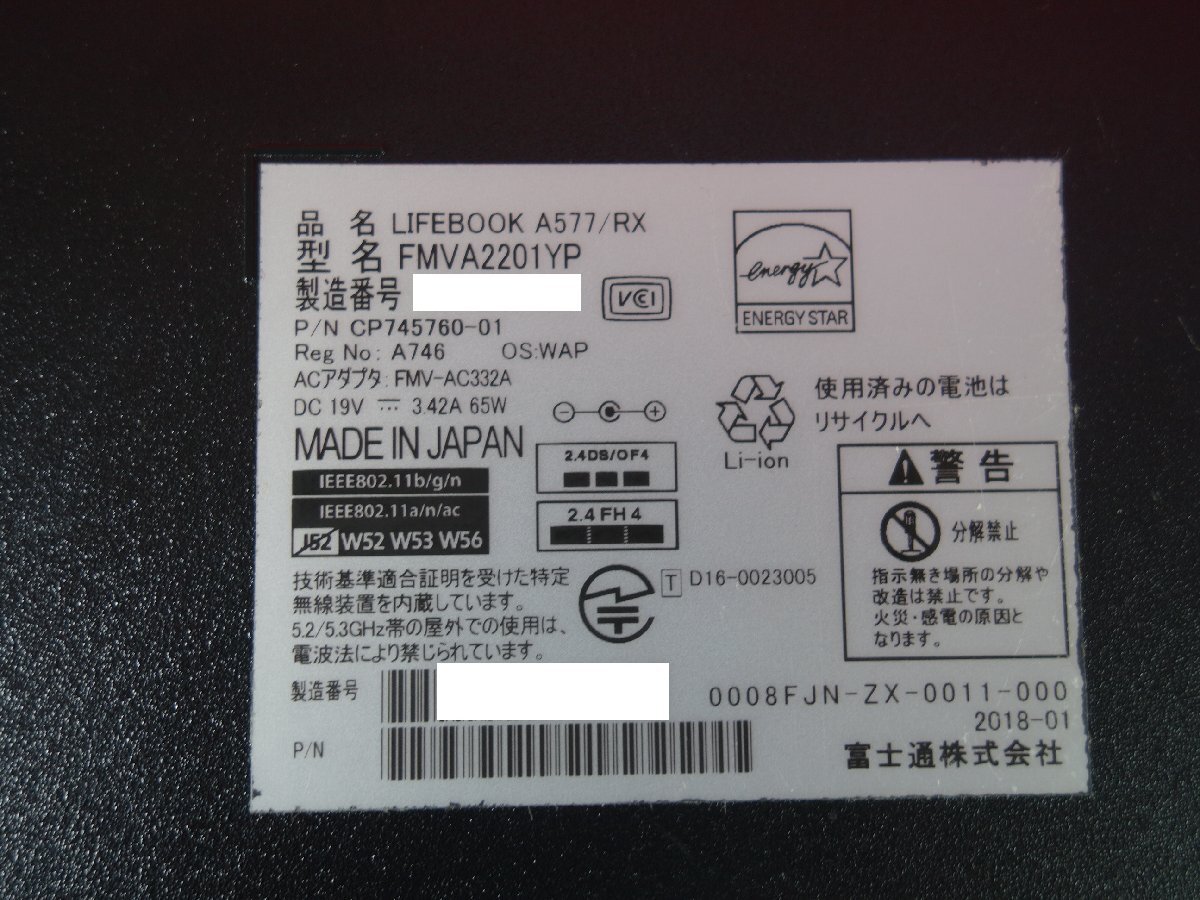 品 名 LIFEBOOK A577/RX
型 名 FMVA2201YP
製造番号
VCCI
P/N CP745760-01
Reg No: A746 OS:WAP
ACアダプタ:FMV-AC332A
DC 19V 3.42A 65W
MADE IN JAPAN
energy
ENERGY STAR
使用済みの電池は
リサイクルへ
Li-ion
2.4DS/OF4
2.4FH4
IEEE802.11b/g/n
IEEE802.11a/n/ac
J52 W52 W53 W56
警告
分解禁止
指示無き場所の分解や
改造は禁止です。
火災・感電の原因と
なります。
技術基準適合証明を受けた特定
無線装置を内蔵しています。
5.2/5.3GHz帯の屋外での使用は、
電波法により禁じられています。
T D16-0023005
製造番号
P/N
0008FJN-ZX-0011-000
2018-01
富士通株式会社